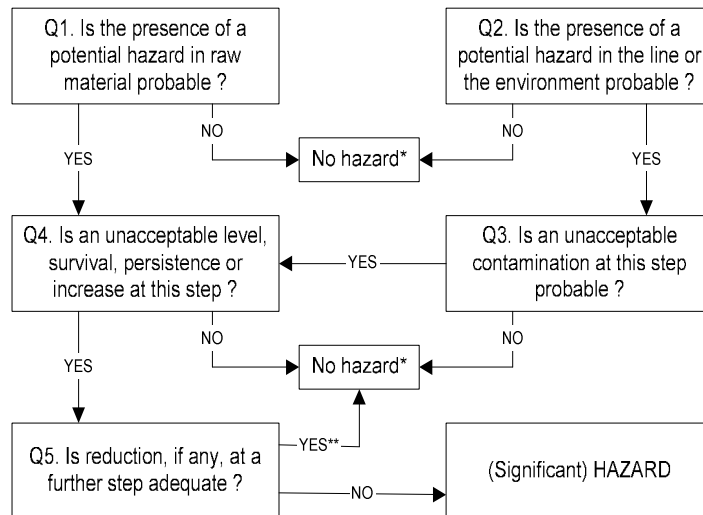 Q1. Is the presence of a
potential hazard in raw
material probable ?
Q2. Is the presence of a
potential hazard in the line or
the environment probable ?
NO
NO
YES
No hazard*
YES
Q4. Is an unacceptable level,
survival, persistence or
increase at this step ?
YES
Q3. Is an unacceptable
contamination at this step
probable ?
NO
NO
YES
No hazard*
Q5. Is reduction, if any, at a
further step adequate ?
YES**
NO
(Significant) HAZARD